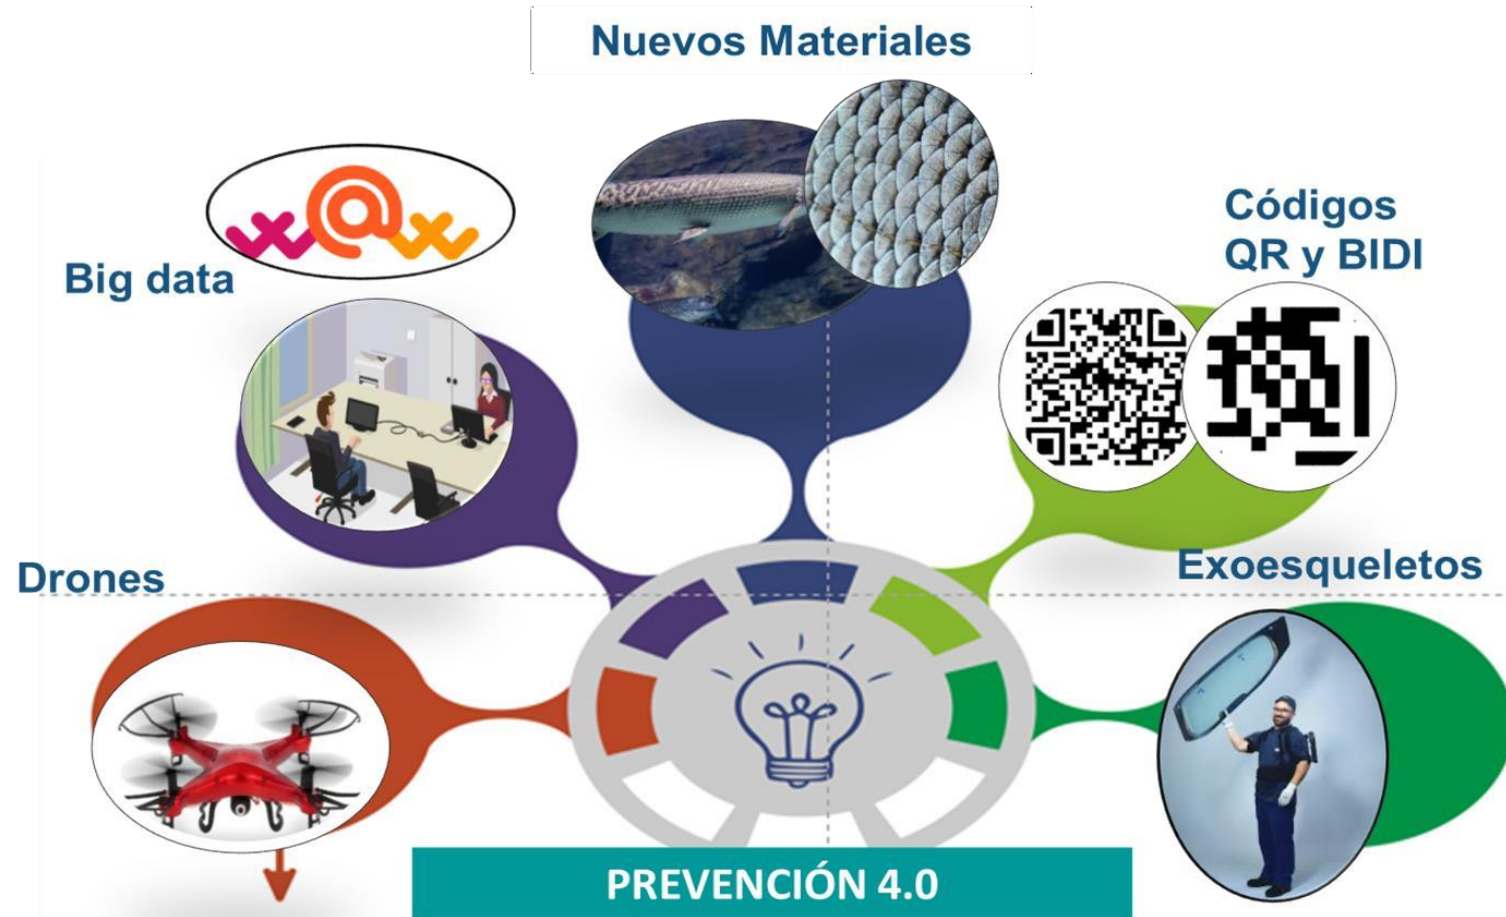 Nuevos Materiales
Códigos
QR y BIDI
Big data
Drones
Exoesqueletos
PREVENCIÓN 4.0